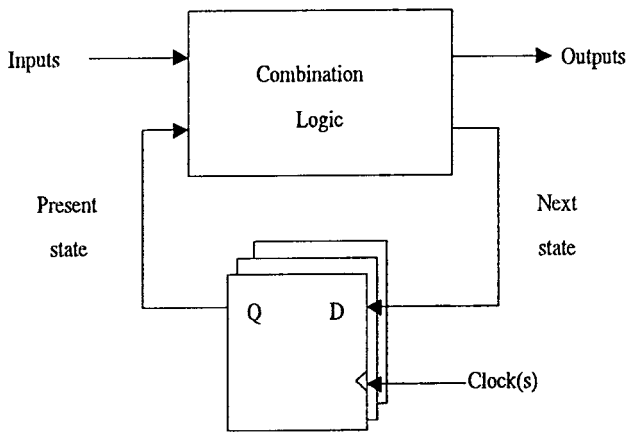 Inputs
Combination
Logic
Outputs
Present
state
Next
state
Q
D
Clock(s)